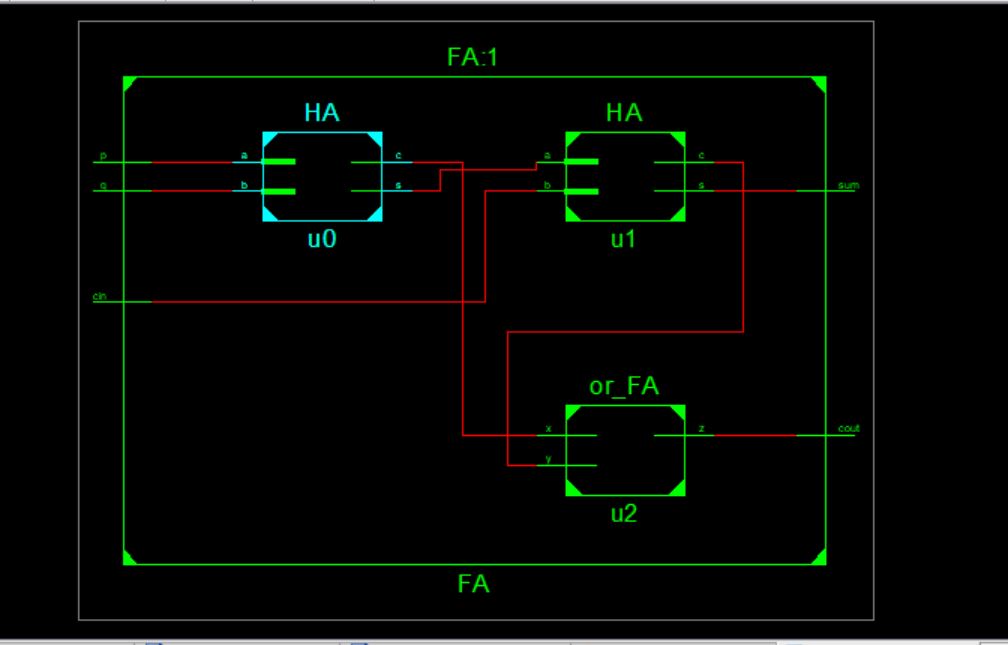 FA:1
HA HA
p a c a c
q b s b s sum
u0 u1
cin
or_FA
x z cout
y
u2
FA